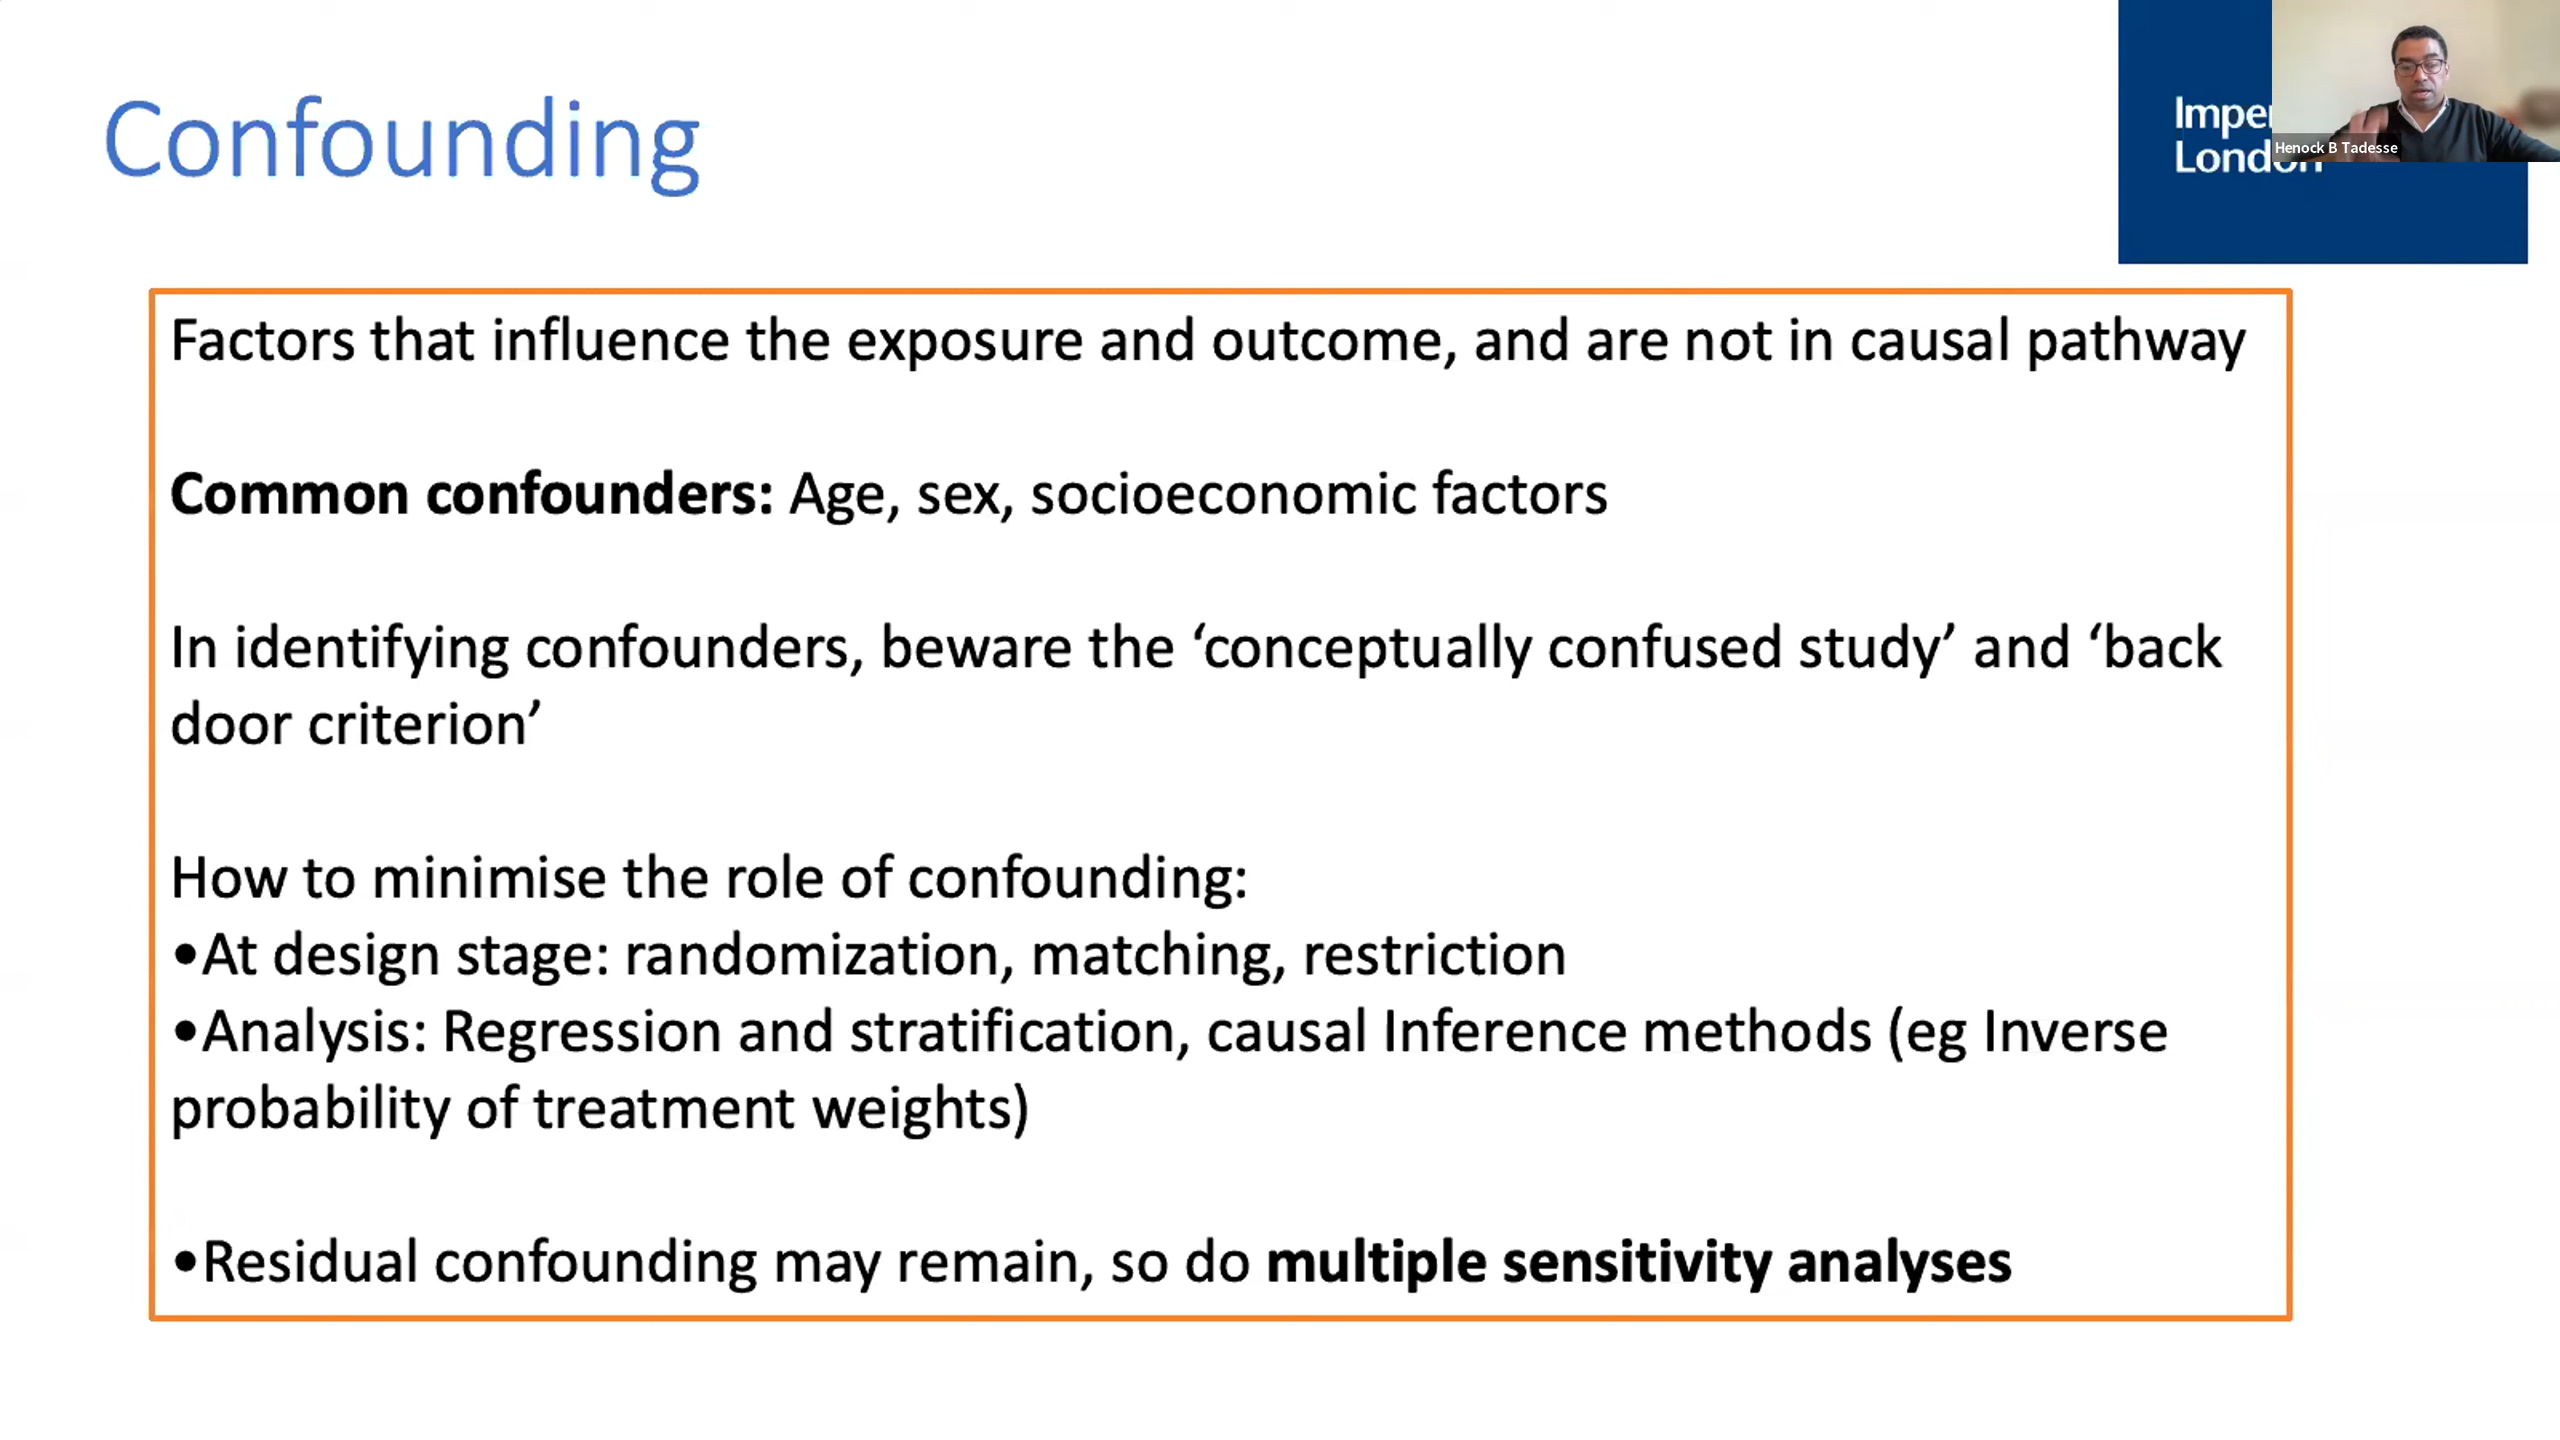 Confounding
Imper
London
Henock B Tadesse
Factors that influence the exposure and outcome, and are not in causal pathway
Common confounders: Age, sex, socioeconomic factors
In identifying confounders, beware the ‘conceptually confused study’ and ‘back
door criterion’
How to minimise the role of confounding:
•At design stage: randomization, matching, restriction
•Analysis: Regression and stratification, causal Inference methods (eg Inverse
probability of treatment weights)
•Residual confounding may remain, so do multiple sensitivity analyses